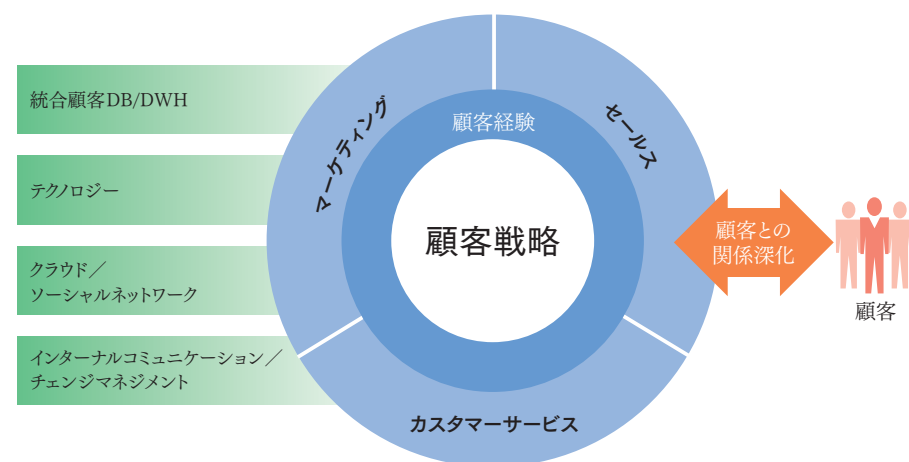 統合顧客DB/DWH
テクノロジー
クラウド／
ソーシャルネットワーク
インターナルコミュニケーション／
チェンジマネジメント
マーケティング
セールス
カスタマーサービス
顧客経験
顧客戦略
顧客との
関係深化
顧客